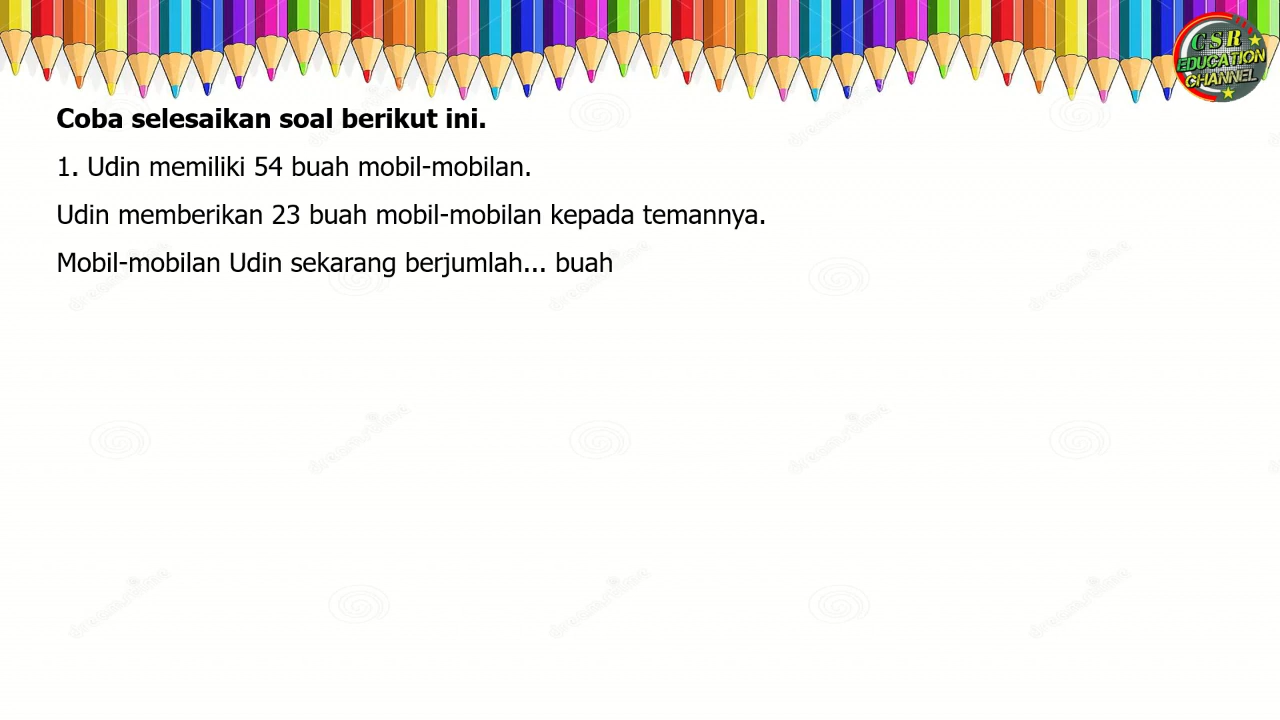 CSR
EDUCATION
CHANNEL
Coba selesaikan soal berikut ini.
1. Udin memiliki 54 buah mobil-mobilan.
Udin memberikan 23 buah mobil-mobilan kepada temannya.
Mobil-mobilan Udin sekarang berjumlah... buah